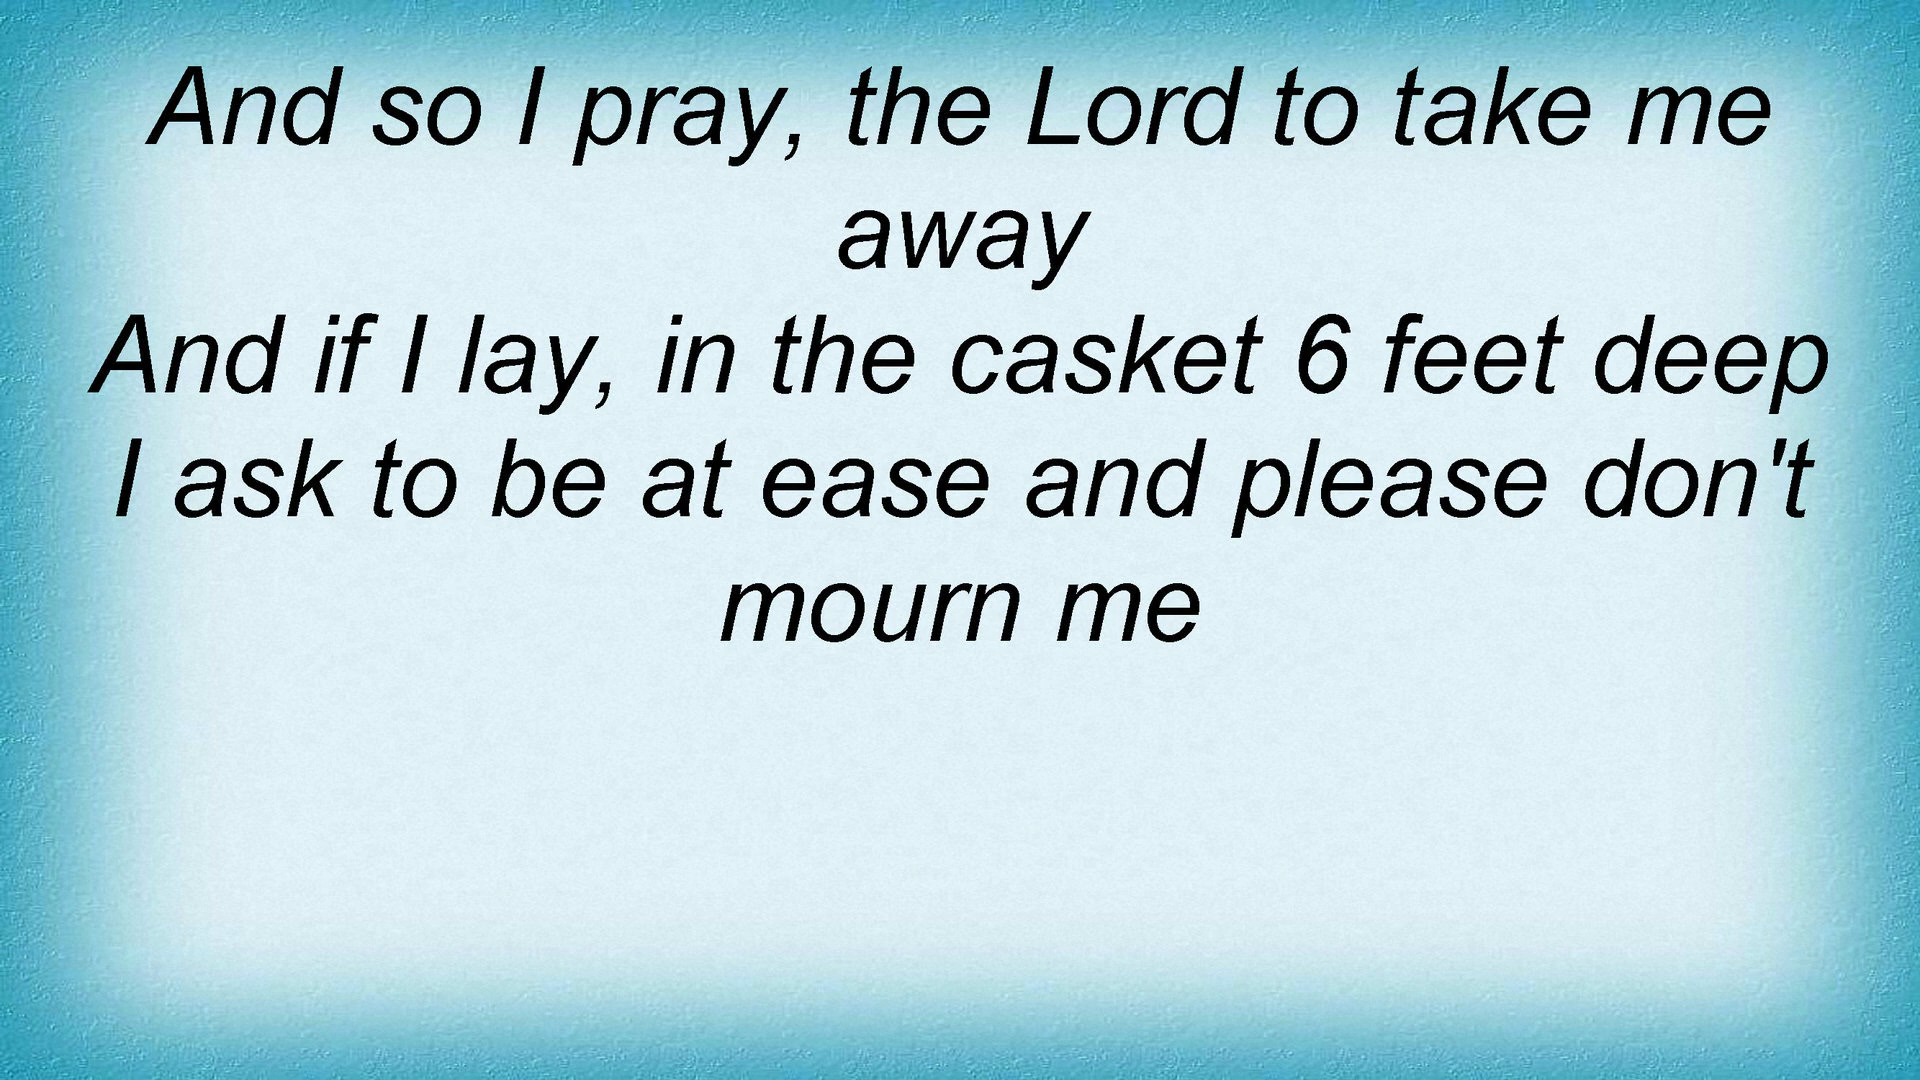 And so I pray, the Lord to take me
away
And if I lay, in the casket 6 feet deep
I ask to be at ease and please don't
mourn me